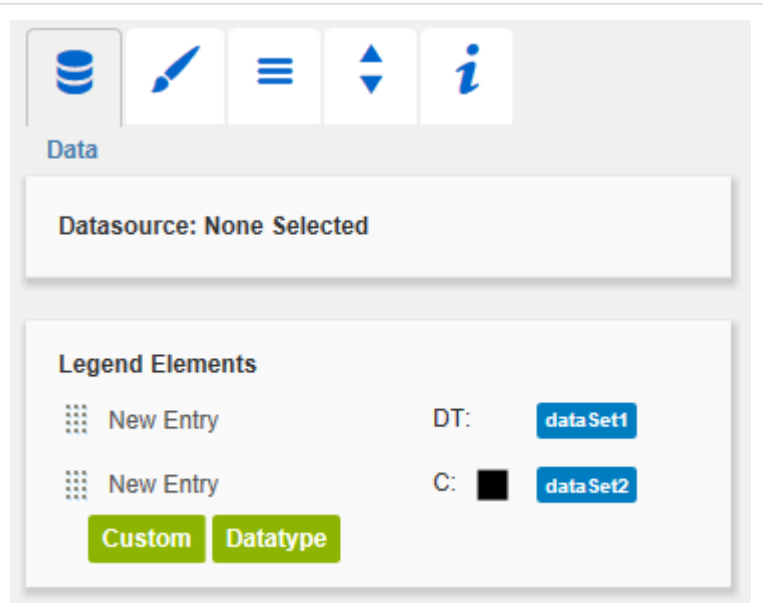 Data
Datasource: None Selected
Legend Elements
New Entry DT: dataSet1
New Entry C: dataSet2
Custom Datatype